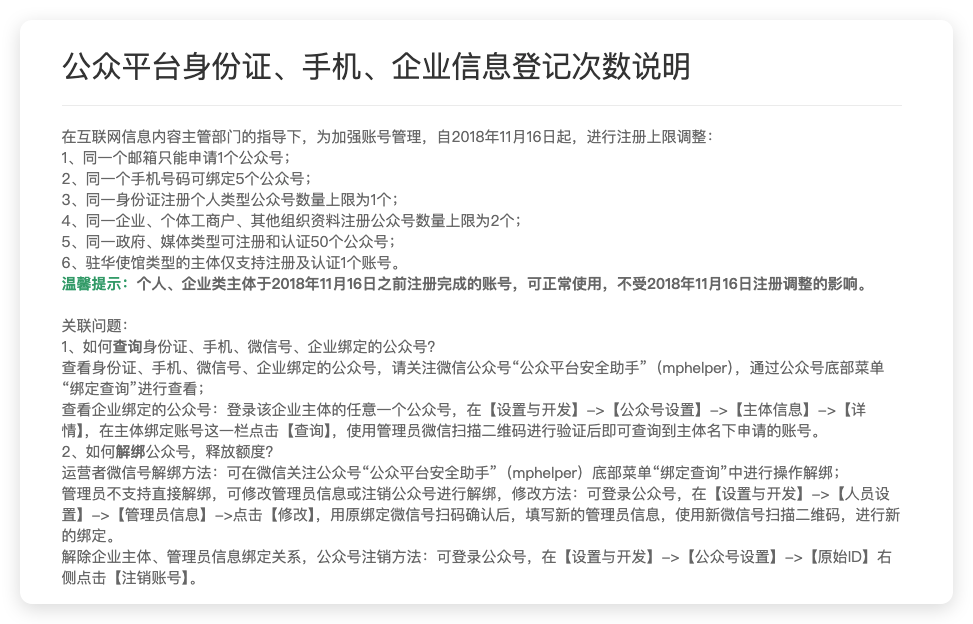 公众平台身份证、手机、企业信息登记次数说明
在互联网信息内容主管部门的指导下，为加强账号管理，自2018年11月16日起，进行注册上限调整：
1、同一个邮箱只能申请1个公众号；
2、同一个手机号码可绑定5个公众号；
3、同一身份证注册个人类型公众号数量上限为1个；
4、同一企业、个体工商户、其他组织资料注册公众号数量上限为2个；
5、同一政府、媒体类型可注册和认证50个公众号；
6、驻华使馆类型的主体仅支持注册及认证1个账号。
温馨提示：个人、企业类主体于2018年11月16日之前注册完成的账号，可正常使用，不受2018年11月16日注册调整的影响。
关联问题：
1、如何查询身份证、手机、微信号、企业绑定的公众号？
查看身份证、手机、微信号、企业绑定的公众号，请关注微信公众号“公众平台安全助手”（mphelper），通过公众号底部菜单
“绑定查询”进行查看；
查看企业绑定的公众号：登录该企业主体的任意一个公众号，在【设置与开发】->【公众号设置】->【主体信息】->【详
情】，在主体绑定账号这一栏点击【查询】，使用管理员微信扫描二维码进行验证后即可查询到主体名下申请的账号。
2、如何解绑公众号，释放额度？
运营者微信号解绑方法：可在微信关注公众号“公众平台安全助手”（mphelper）底部菜单“绑定查询”中进行操作解绑；
管理员不支持直接解绑，可修改管理员信息或注销公众号进行解绑，修改方法：可登录公众号，在【设置与开发】->【人员设
置】->【管理员信息】->点击【修改】，用原绑定微信号扫码确认后，填写新的管理员信息，使用新微信号扫描二维码，进行新
的绑定。
解除企业主体、管理员信息绑定关系，公众号注销方法：可登录公众号，在【设置与开发】->【公众号设置】->【原始ID】右
侧点击【注销账号】。